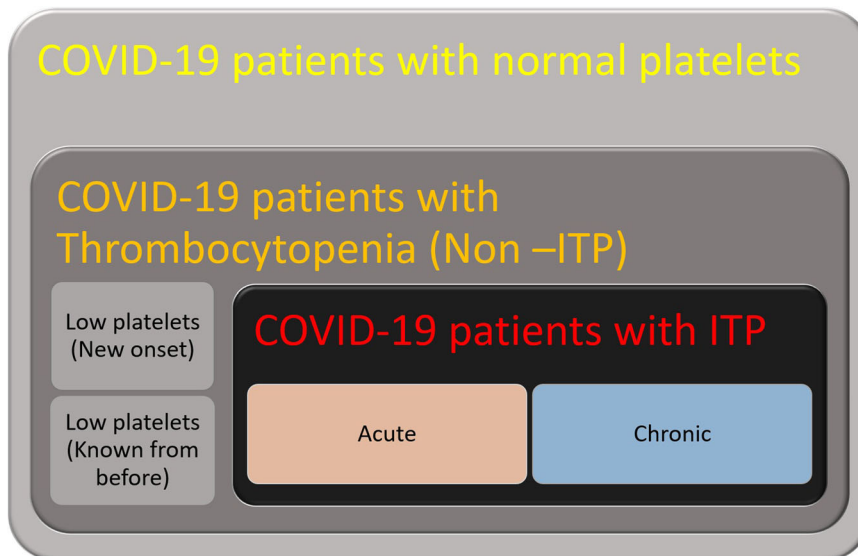 COVID-19 patients with normal platelets
COVID-19 patients with
Thrombocytopenia (Non –ITP)
Low platelets
(New onset)
COVID-19 patients with ITP
Low platelets
(Known from
before)
Acute
Chronic